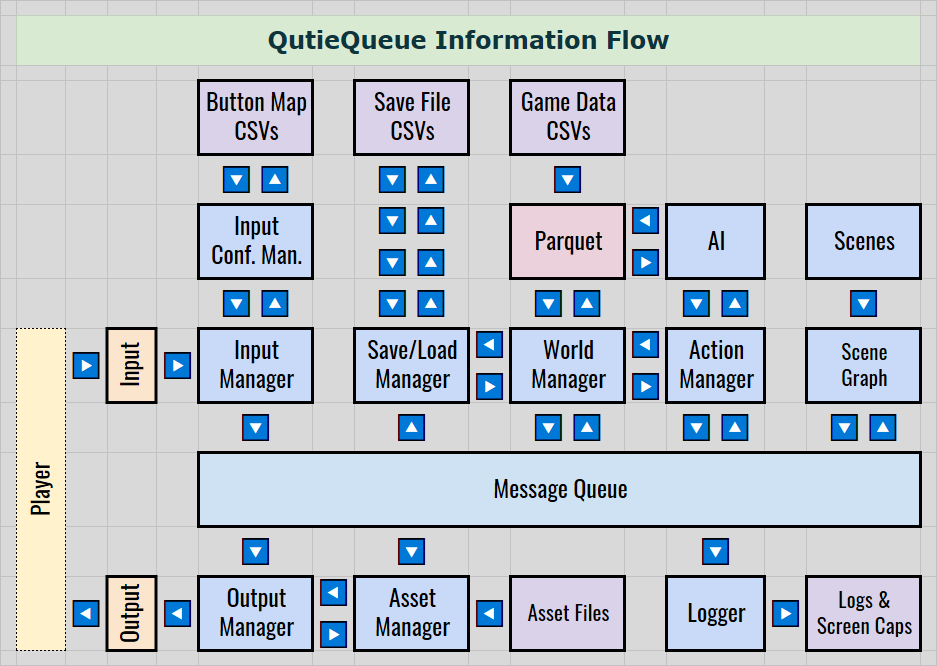 QutieQueue Information Flow
Button Map
CSVs
Save File
CSVs
Game Data
CSVs
Input
Conf. Man.
Parquet
AI
Scenes
Player
Input
Input
Manager
Save/Load
Manager
World
Manager
Action
Manager
Scene
Graph
Message Queue
Output
Output
Manager
Asset
Manager
Asset Files
Logger
Logs &
Screen Caps